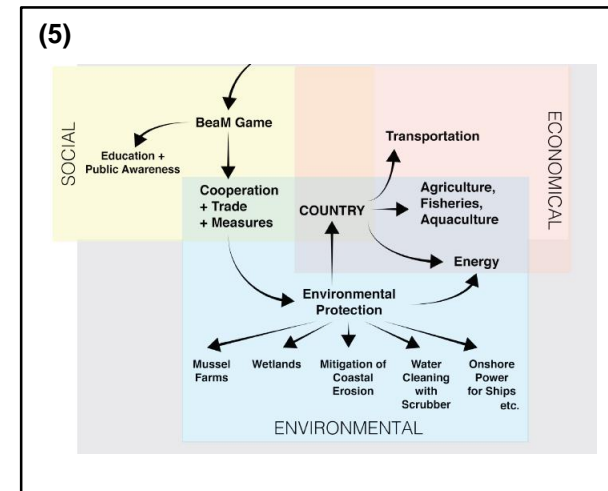 (5)
SOCIAL
BeaM Game
Education +
Public Awareness
Cooperation
+ Trade
+ Measures
COUNTRY
Transportation
Agriculture,
Fisheries,
Aquaculture
Energy
ECONOMICAL
Environmental
Protection
Mussel
Farms
Wetlands
Mitigation of
Coastal
Erosion
Water
Cleaning
with
Scrubber
Onshore
Power
for Ships
etc.
ENVIRONMENTAL